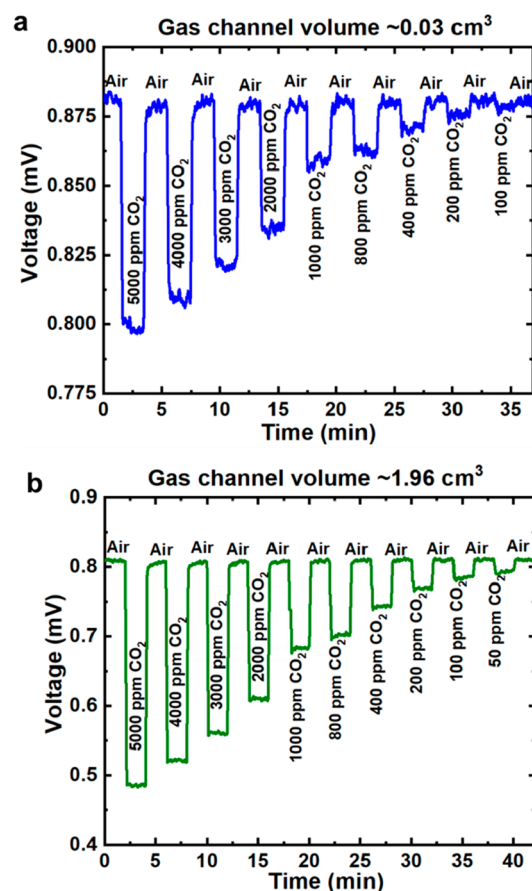 a
Gas channel volume ~0.03 cm³
0.900
0.875
0.850
0.825
0.800
0.775
Voltage (mV)
Air Air Air Air Air Air Air Air Air Air
5000 ppm CO₂
4000 ppm CO₂
3000 ppm CO₂
2000 ppm CO₂
1000 ppm CO₂
800 ppm CO₂
400 ppm CO₂
200 ppm CO₂
100 ppm CO₂
0 5 10 15 20 25 30 35
Time (min)
b
Gas channel volume ~1.96 cm³
0.9
0.8
0.7
0.6
0.5
0.4
Voltage (mV)
Air Air Air Air Air Air Air Air Air Air Air
5000 ppm CO₂
4000 ppm CO₂
3000 ppm CO₂
2000 ppm CO₂
1000 ppm CO₂
800 ppm CO₂
400 ppm CO₂
200 ppm CO₂
100 ppm CO₂
50 ppm CO₂
0 5 10 15 20 25 30 35 40
Time (min)